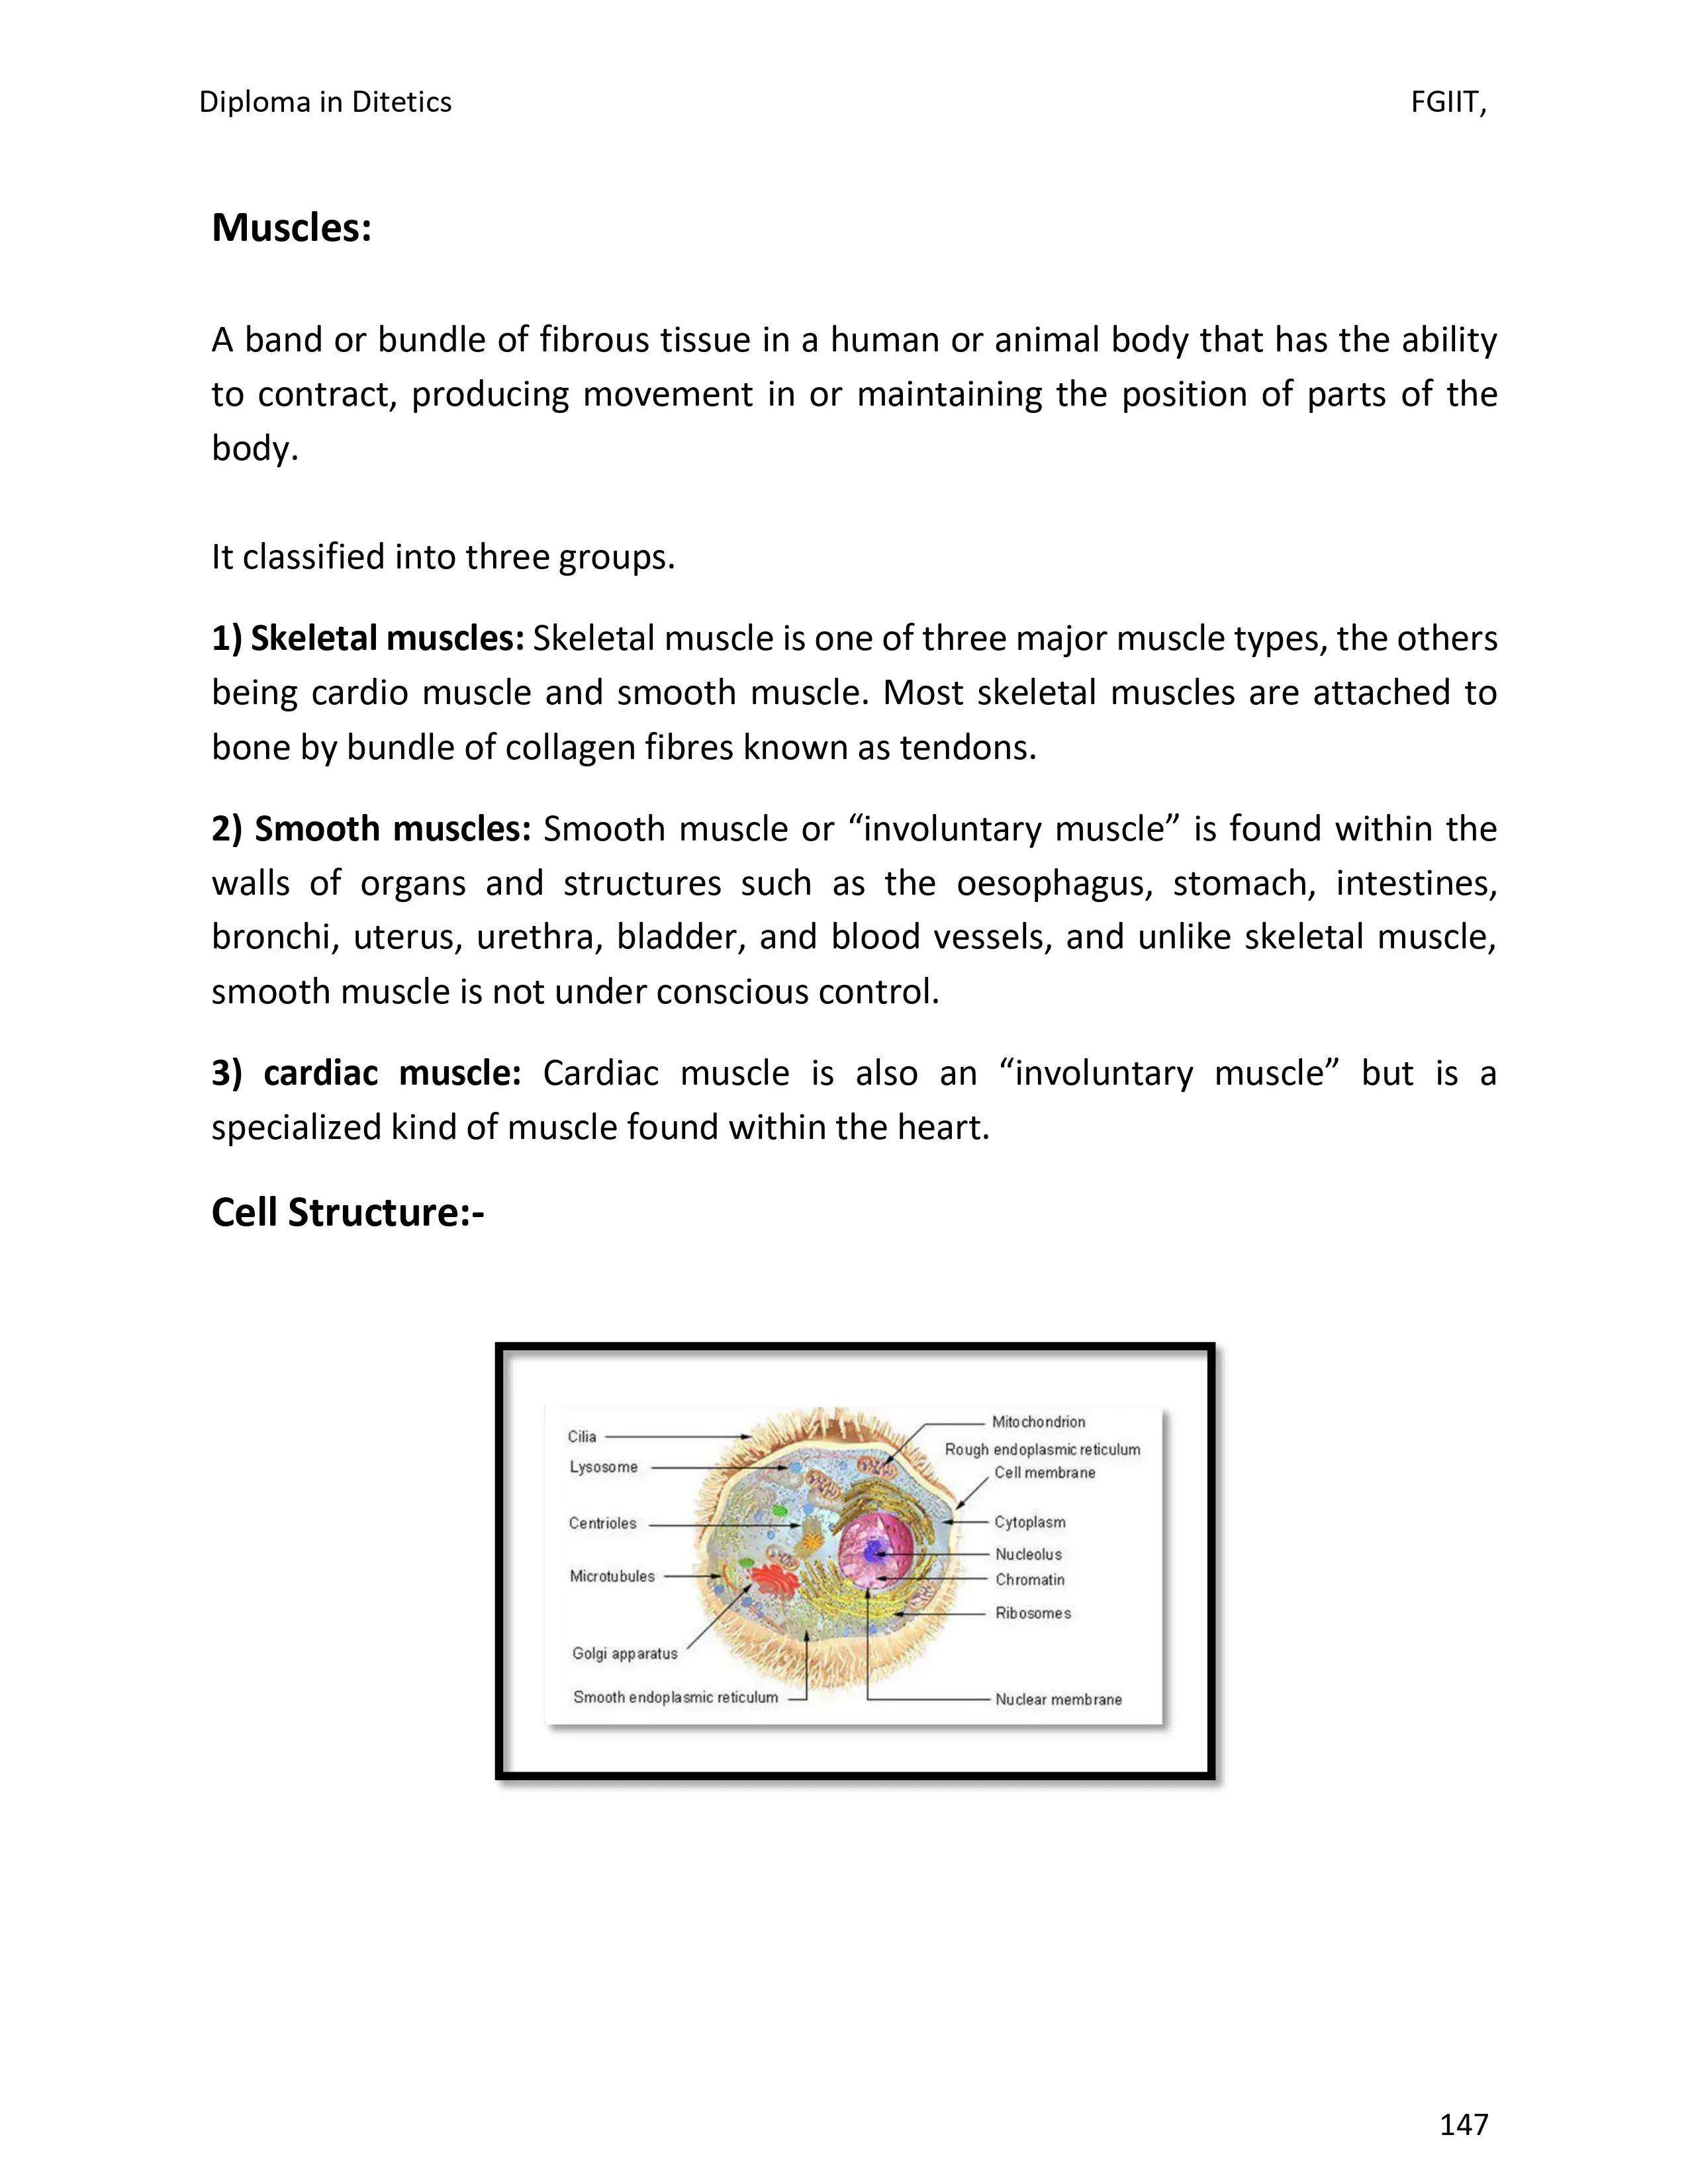 Diploma in Ditetics FGIIT,
Muscles:
A band or bundle of fibrous tissue in a human or animal body that has the ability
to contract, producing movement in or maintaining the position of parts of the
body.
It classified into three groups.
1) Skeletal muscles: Skeletal muscle is one of three major muscle types, the others
being cardio muscle and smooth muscle. Most skeletal muscles are attached to
bone by bundle of collagen fibres known as tendons.
2) Smooth muscles: Smooth muscle or “involuntary muscle” is found within the
walls of organs and structures such as the oesophagus, stomach, intestines,
bronchi, uterus, urethra, bladder, and blood vessels, and unlike skeletal muscle,
smooth muscle is not under conscious control.
3) cardiac muscle: Cardiac muscle is also an “involuntary muscle” but is a
specialized kind of muscle found within the heart.
Cell Structure:-
Cilia
Lysosome
Centrioles
Microtubules
Golgi apparatus
Smooth endoplasmic reticulum
Mitochondrion
Rough endoplasmic reticulum
Cell membrane
Cytoplasm
Nucleolus
Chromatin
Ribosomes
Nuclear membrane
147